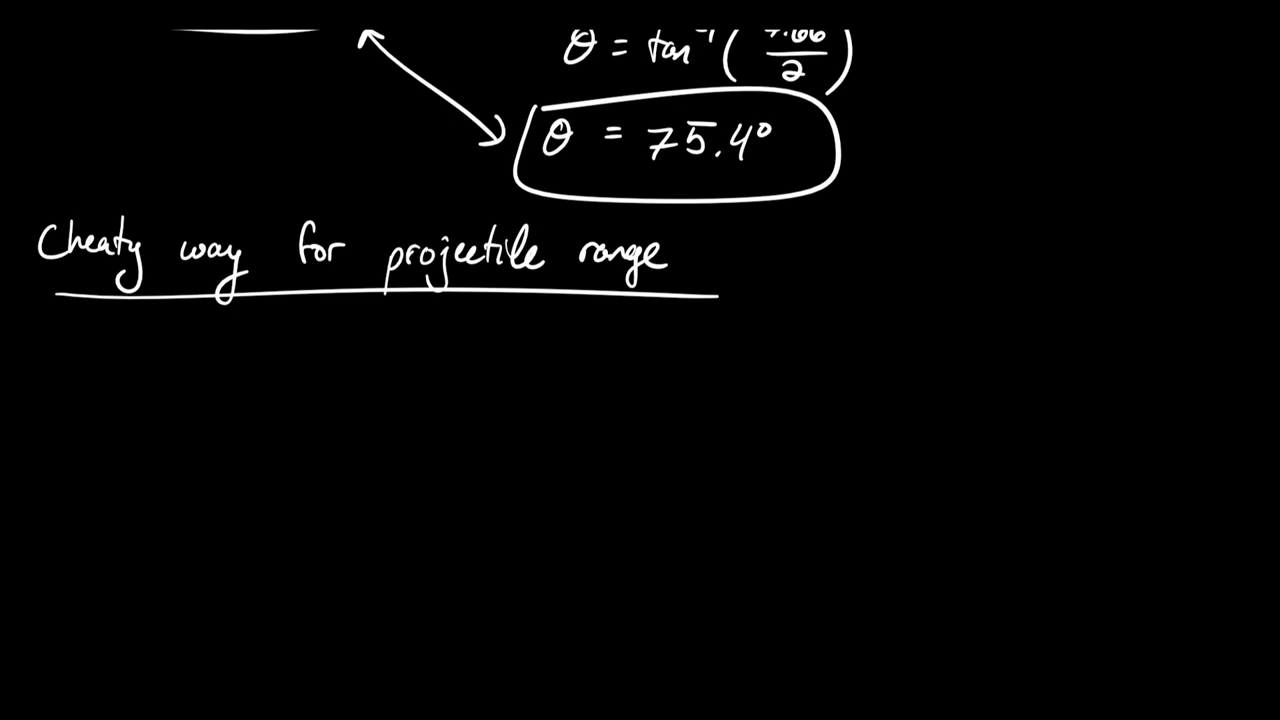 θ = tan⁻¹ ( /2 )
θ = 75.4°
Cheaty way for projectile range